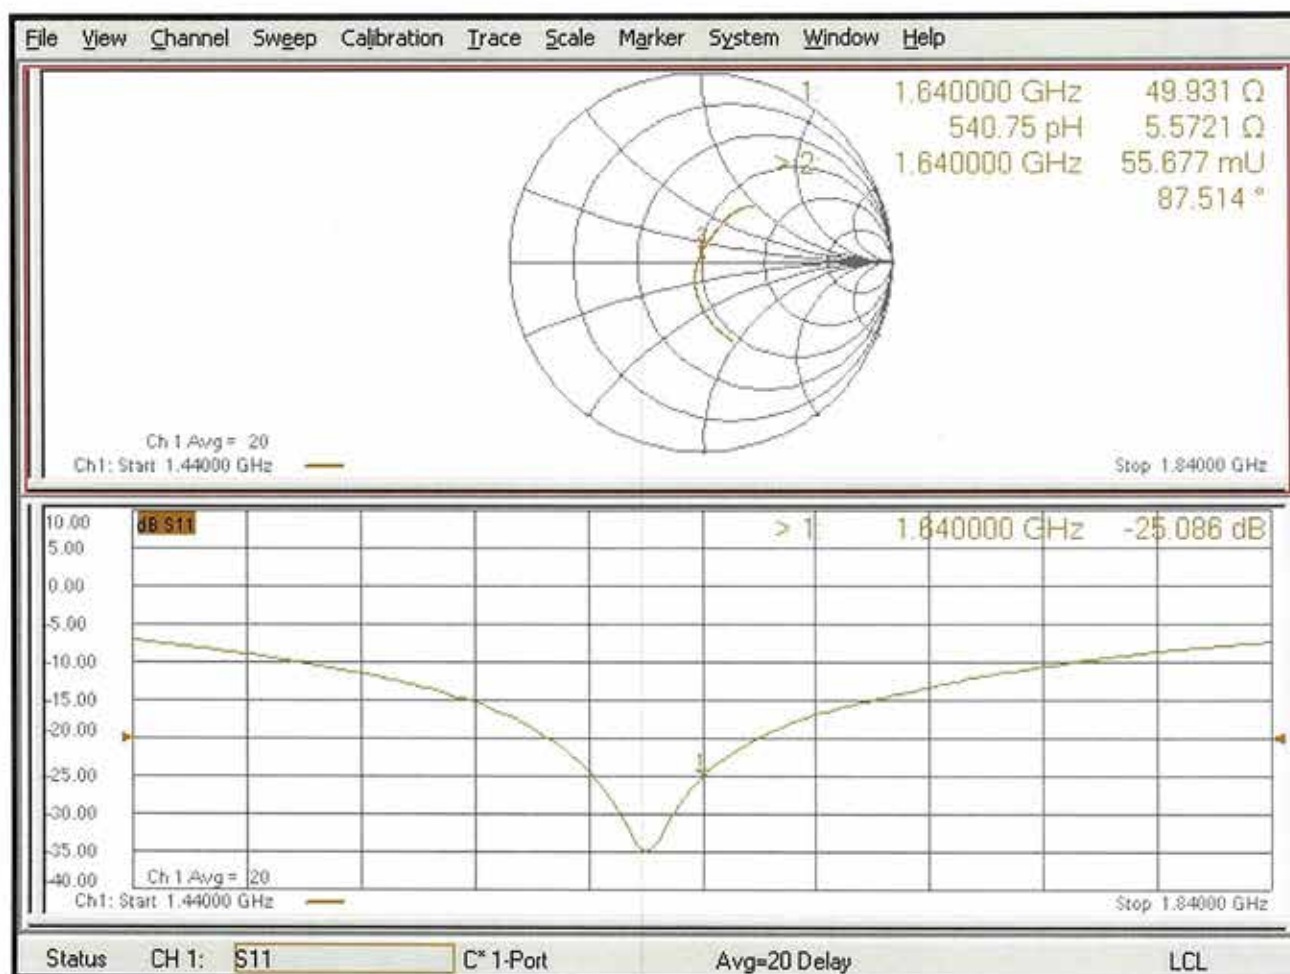 File View Channel Sweep Calibration Trace Scale Marker System Window Help
1: 1.640000 GHz 49.931 Ω
540.75 pH 5.5721 Ω
> 2: 1.640000 GHz 55.677 mU
87.514 °
Ch 1 Avg = 20
Ch1: Start 1.44000 GHz
Stop 1.84000 GHz
10.00 dB S11 > 1: 1.640000 GHz -25.086 dB
5.00
0.00
-5.00
-10.00
-15.00
-20.00
-25.00
1
-30.00
-35.00
-40.00
Ch 1 Avg = 20
Ch1: Start 1.44000 GHz
Stop 1.84000 GHz
Status CH 1: S11 C* 1-Port Avg=20 Delay LCL